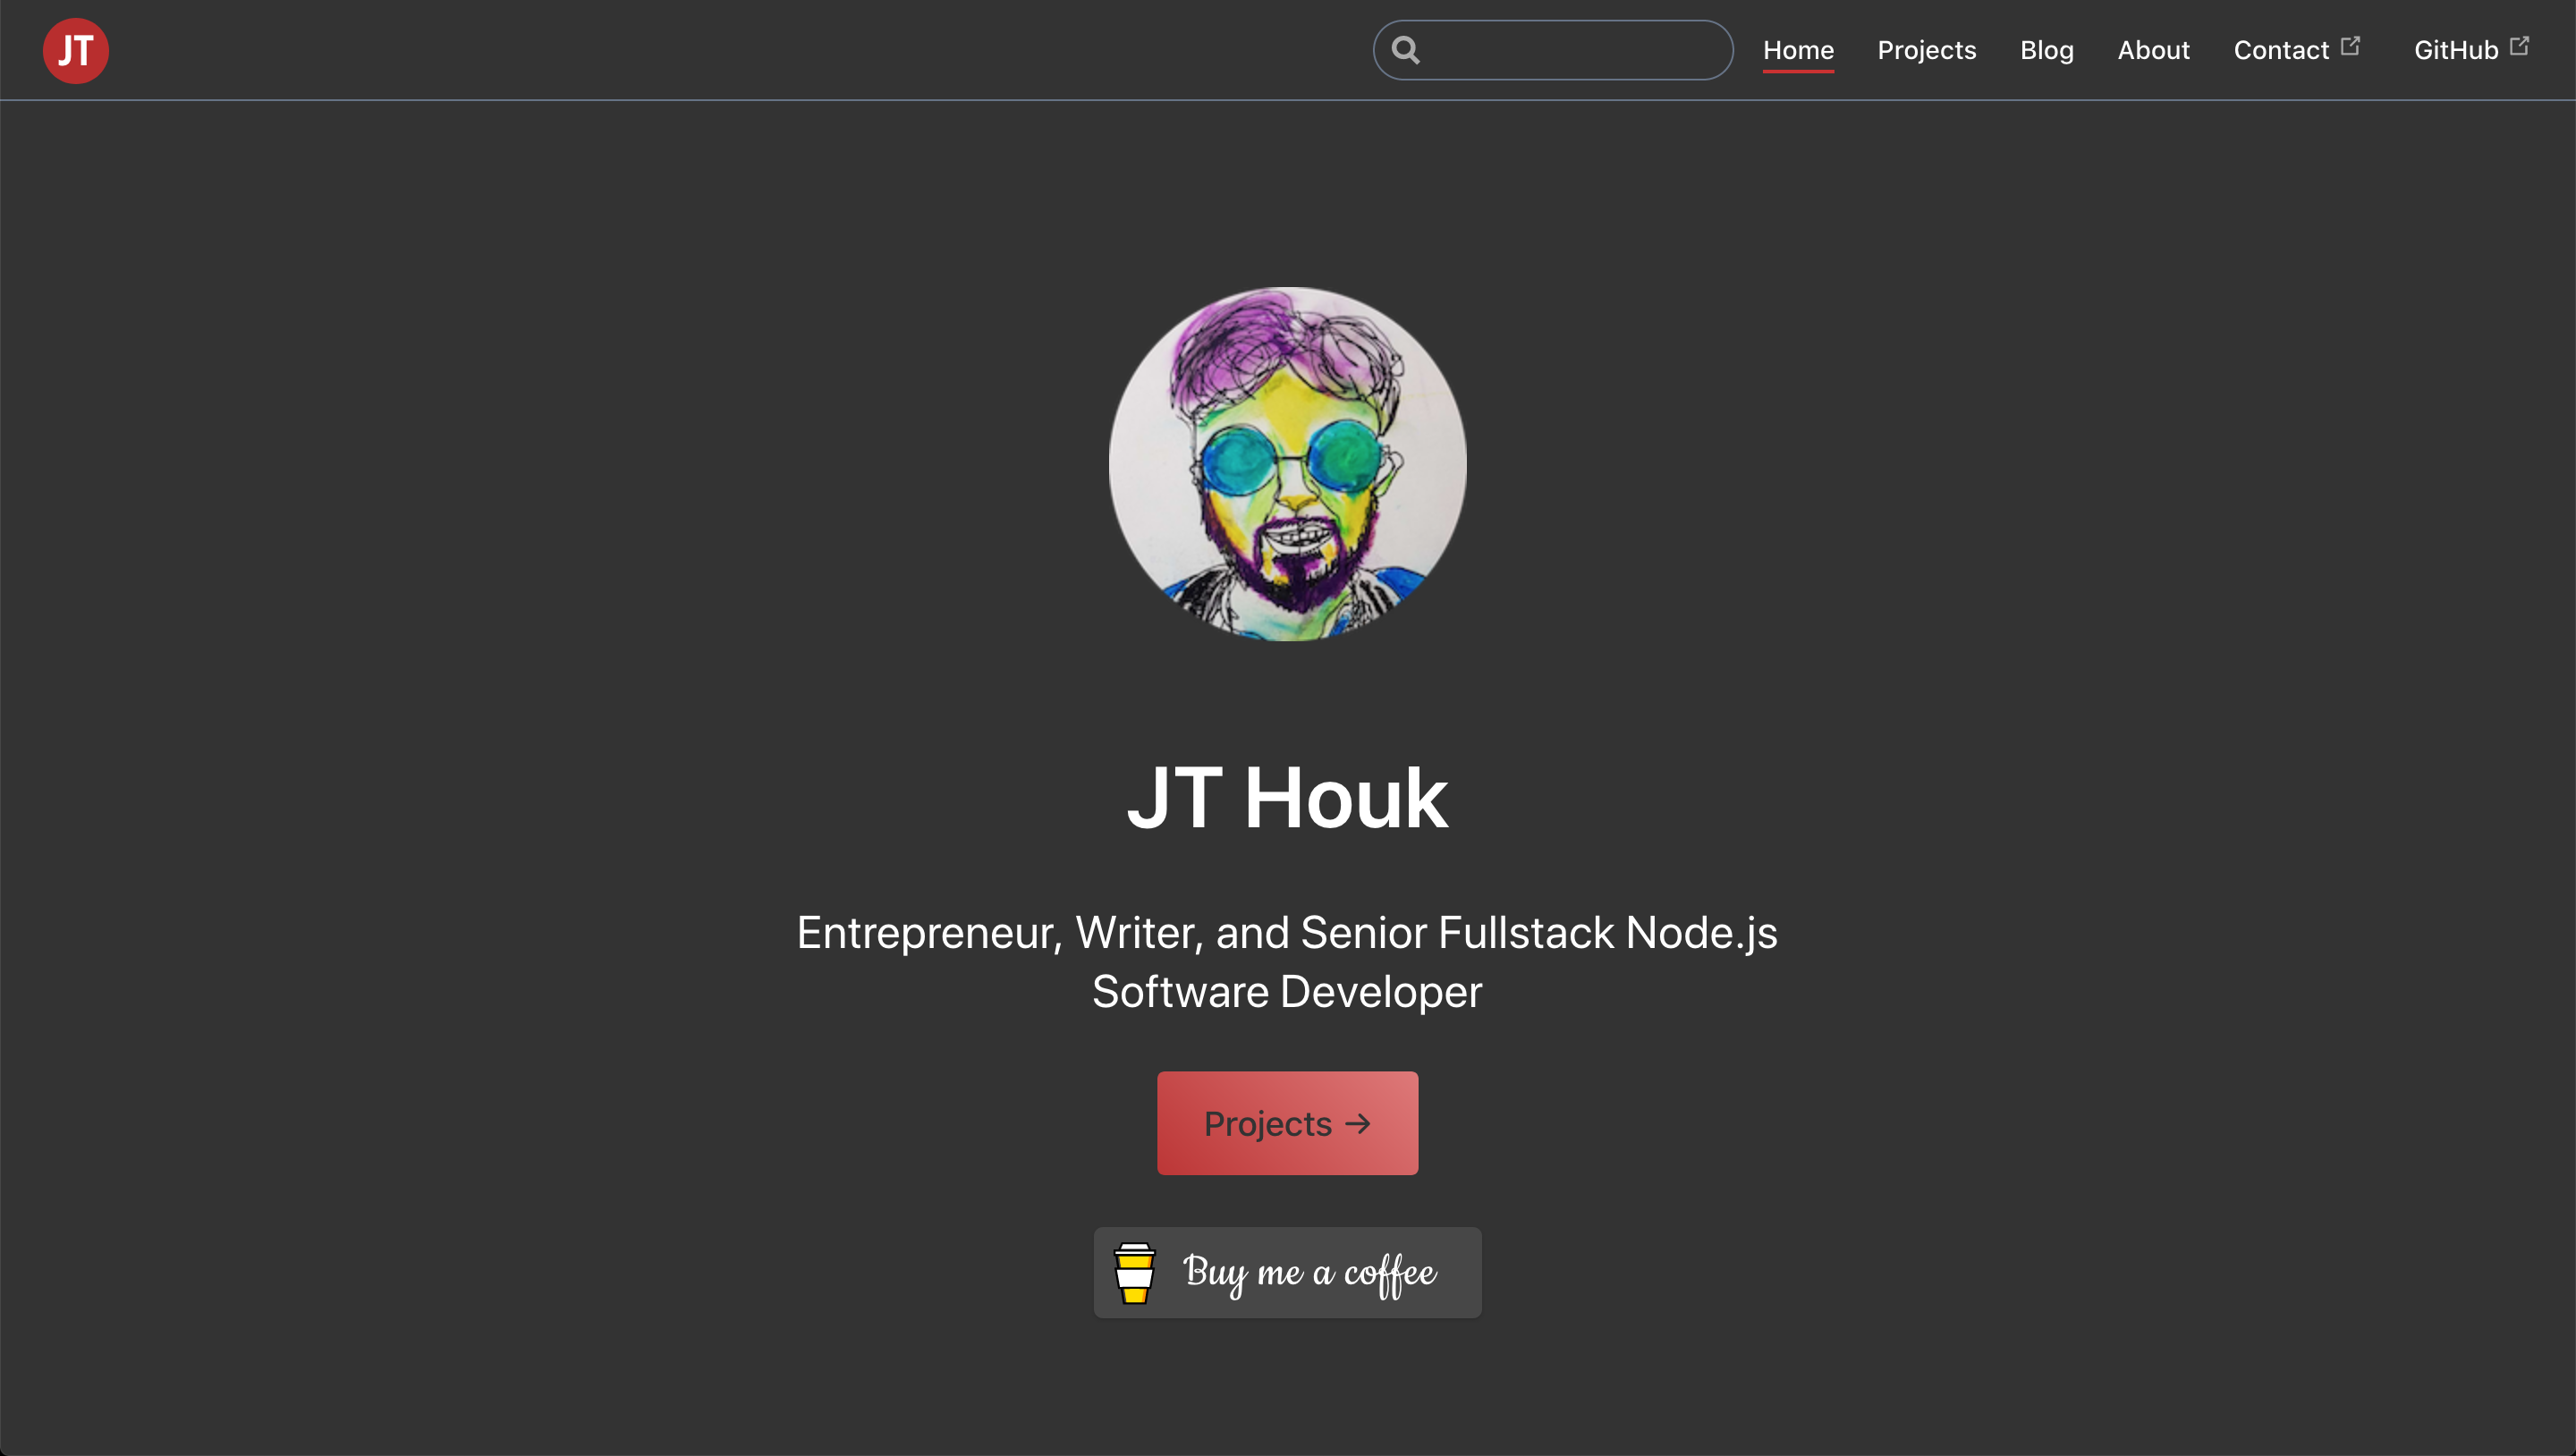 JT
Home Projects Blog About Contact GitHub
JT Houk
Entrepreneur, Writer, and Senior Fullstack Node.js
Software Developer
Projects →
Buy me a coffee